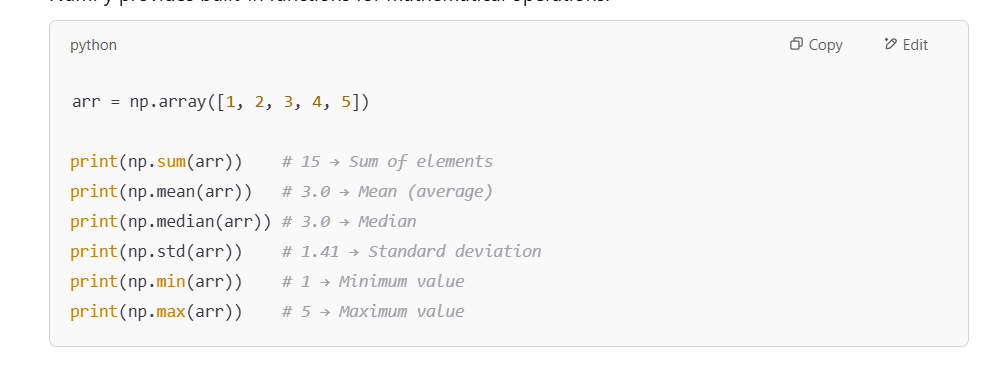 NumPy provides built-in functions for mathematical operations.
python
Copy
Edit
arr = np.array([1, 2, 3, 4, 5])
print(np.sum(arr))    # 15 → Sum of elements
print(np.mean(arr))   # 3.0 → Mean (average)
print(np.median(arr)) # 3.0 → Median
print(np.std(arr))    # 1.41 → Standard deviation
print(np.min(arr))    # 1 → Minimum value
print(np.max(arr))    # 5 → Maximum value